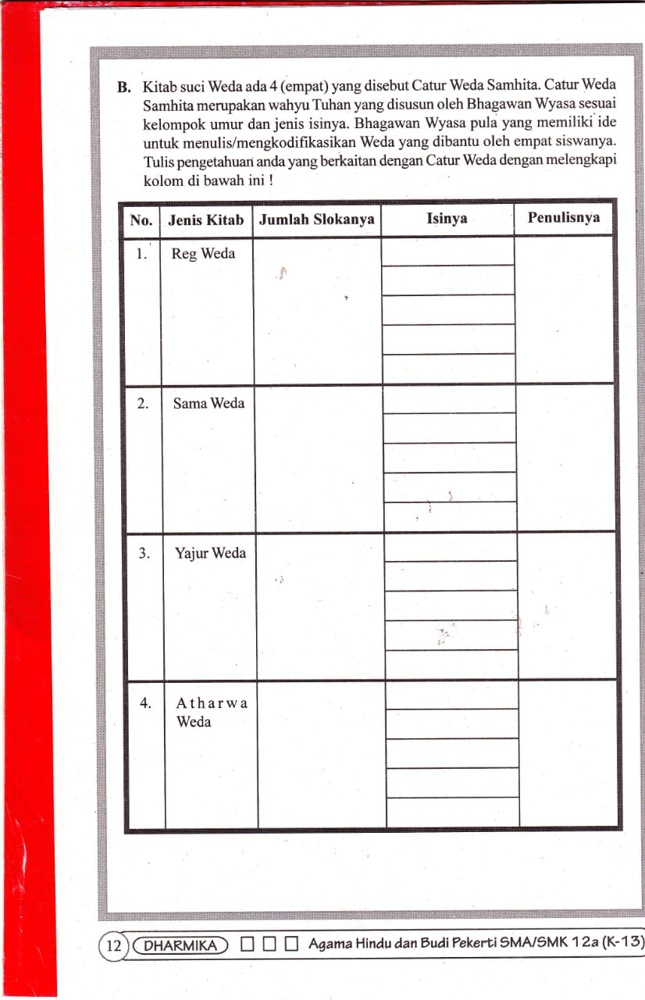 B. Kitab suci Weda ada 4 (empat) yang disebut Catur Weda Samhita. Catur Weda
Samhita merupakan wahyu Tuhan yang disusun oleh Bhagawan Wyasa sesuai
kelompok umur dan jenis isinya. Bhagawan Wyasa pula yang memiliki ide
untuk menulis/mengkodifikasikan Weda yang dibantu oleh empat siswanya.
Tulis pengetahuan anda yang berkaitan dengan Catur Weda dengan melengkapi
kolom di bawah ini !
No. Jenis Kitab Jumlah Slokanya Isinya Penulisnya
1. Reg Weda
2. Sama Weda
3. Yajur Weda
4. Atharwa
Weda
12 DHARMIKA Agama Hindu dan Budi Pekerti SMA/SMK 12a (K-13)